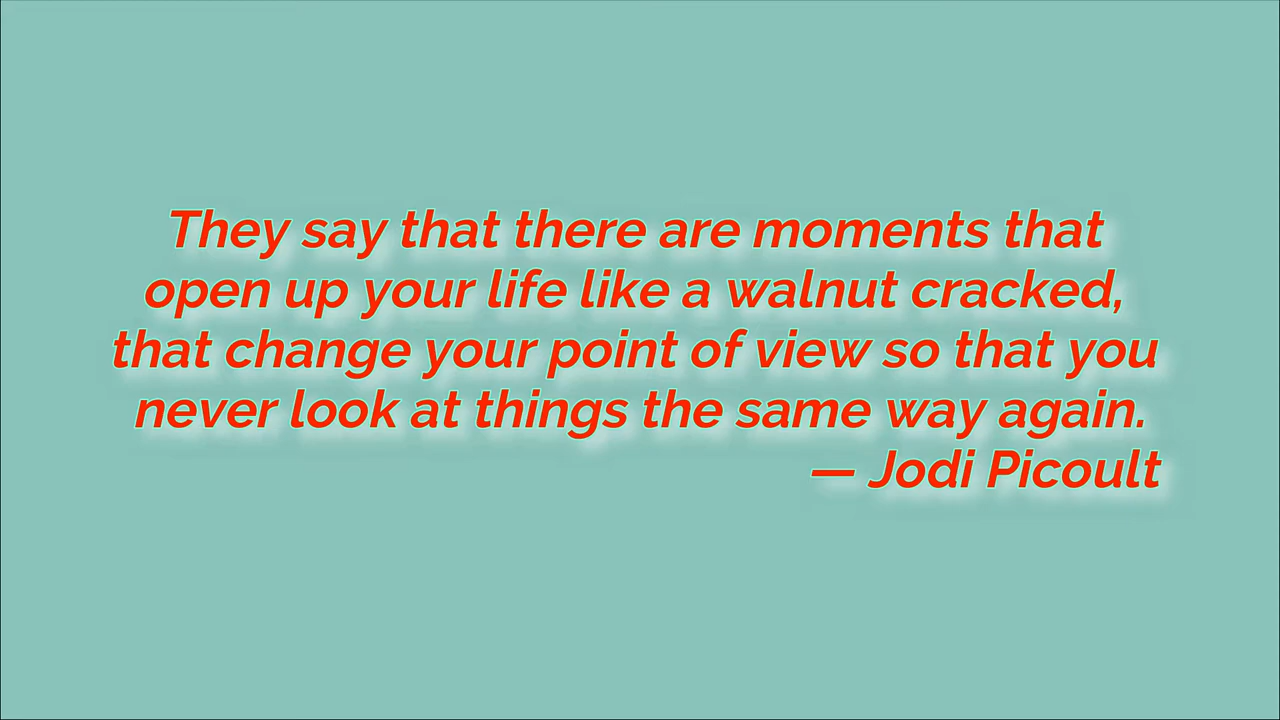 They say that there are moments that
open up your life like a walnut cracked,
that change your point of view so that you
never look at things the same way again.
— Jodi Picoult